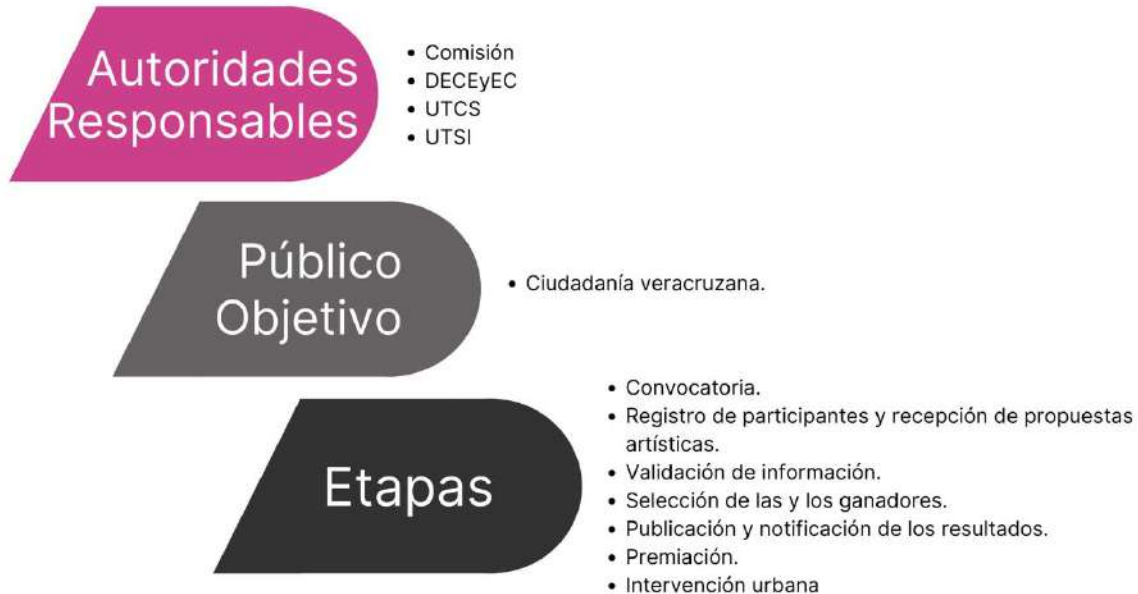 Autoridades
Responsables
• Comisión
• DECEyEC
• UTCS
• UTSI
Público
Objetivo
• Ciudadanía veracruzana.
Etapas
• Convocatoria.
• Registro de participantes y recepción de propuestas
artísticas.
• Validación de información.
• Selección de las y los ganadores.
• Publicación y notificación de los resultados.
• Premiación.
• Intervención urbana